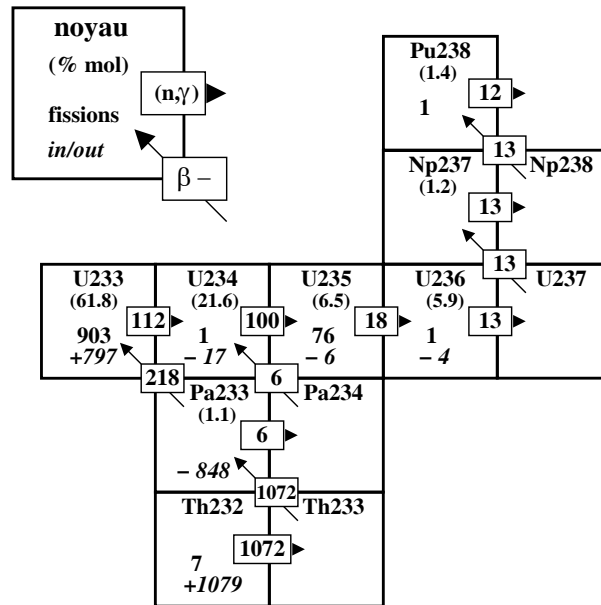 noyau
(% mol)
(n,γ)
fissions
in/out
β −
Pu238
(1.4)
12
1
13
Np237
Np238
(1.2)
13
13
U233
U234
U235
U236
U237
(61.8)
(21.6)
(6.5)
(5.9)
112
100
18
13
903
1
76
1
+797
− 17
− 6
− 4
218
6
Pa233
Pa234
(1.1)
6
− 848
1072
Th232
Th233
1072
7
+1079